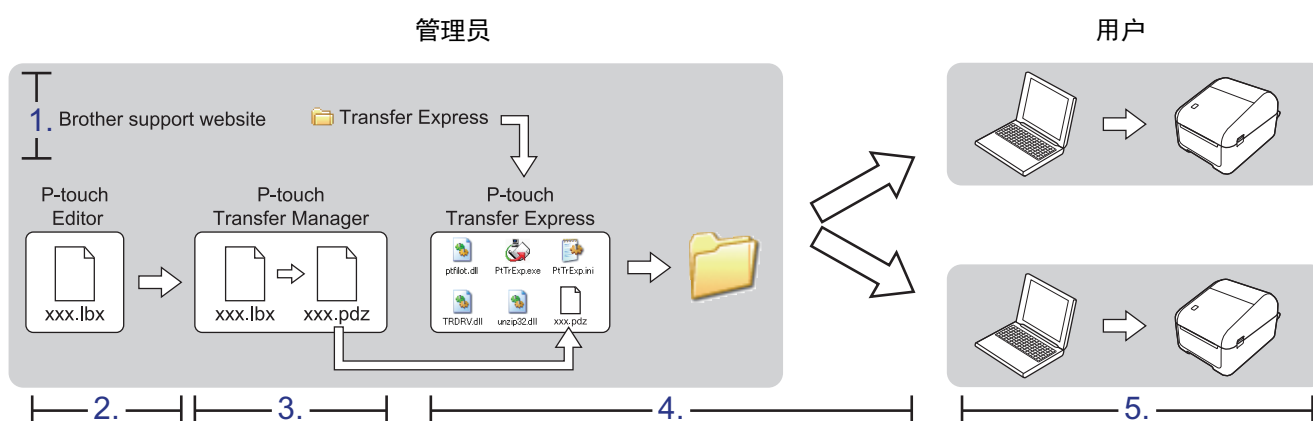 管理员
用户
1. Brother support website
Transfer Express
P-touch
Editor
xxx.lbx
P-touch
Transfer Manager
xxx.lbx
xxx.pdz
P-touch
Transfer Express
ptfilot.dll
PtTrExp.exe
PtTrExp.ini
TRDRV.dll
unzip32.dll
xxx.pdz
2.
3.
4.
5.